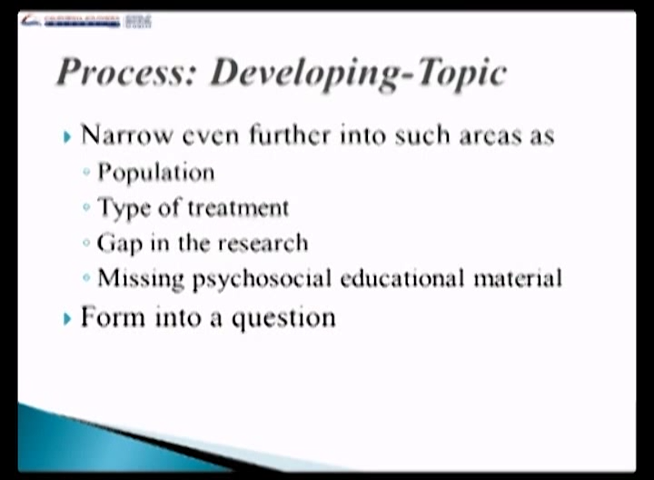 Process: Developing-Topic
Narrow even further into such areas as
Population
Type of treatment
Gap in the research
Missing psychosocial educational material
Form into a question